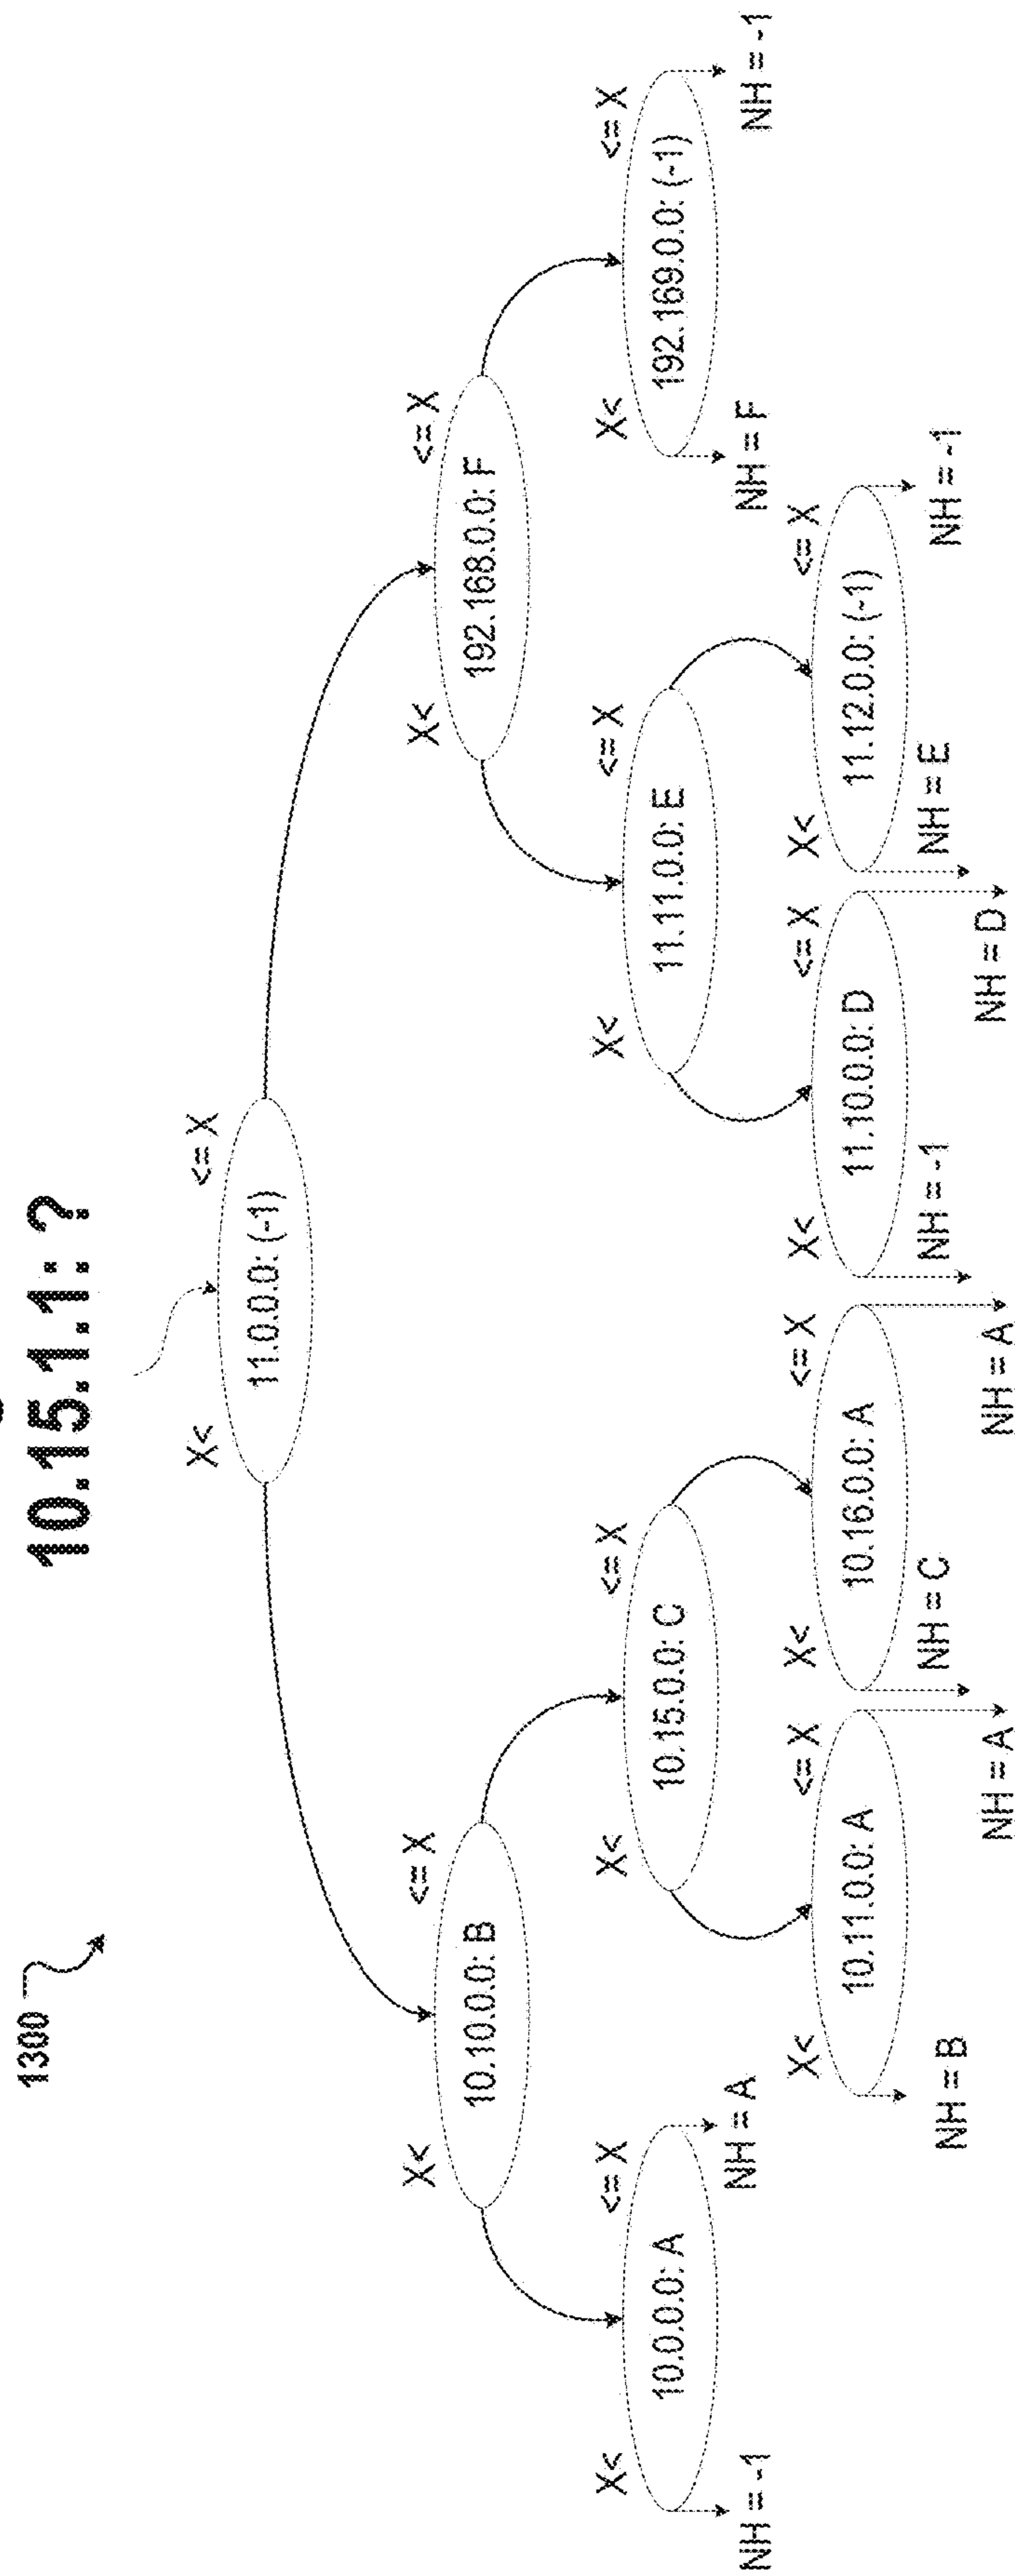 1300
10.15.1.1: ?
X<
<= X
11.0.0.0: (-1)
X<
<= X
X<
<= X
10.10.0.0: B
192.168.0.0: F
X<
<= X
X<
<= X
X<
<= X
X<
<= X
10.0.0.0: A
10.15.0.0: C
11.11.0.0: E
192.169.0.0: (-1)
NH = -1
NH = A
NH = F
NH = -1
X<
<= X
X<
<= X
X<
<= X
X<
<= X
10.11.0.0: A
10.16.0.0: A
11.10.0.0: D
11.12.0.0: (-1)
NH = B
NH = C
NH = -1
NH = E
NH = -1
NH = A
NH = A
NH = D